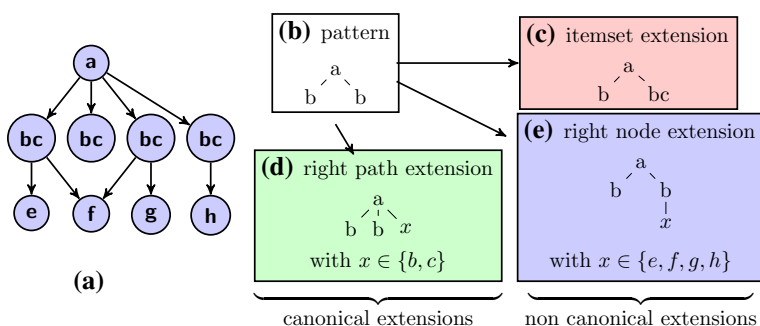 a
bc bc bc bc
e f g h
(a)
(b) pattern
a
b b
(c) itemset extension
a
b bc
(d) right path extension
a
b b x
with x ∈ {b, c}
(e) right node extension
a
b b
x
with x ∈ {e, f, g, h}
canonical extensions
non canonical extensions